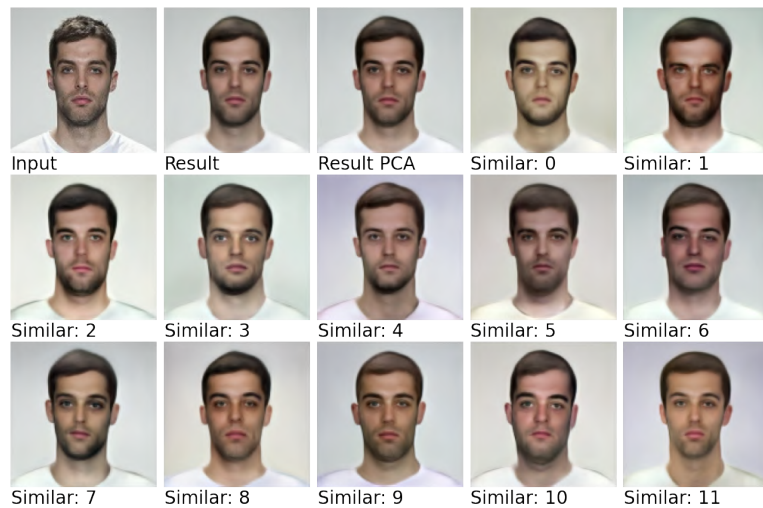 Input Result Result PCA Similar: 0 Similar: 1
Similar: 2 Similar: 3 Similar: 4 Similar: 5 Similar: 6
Similar: 7 Similar: 8 Similar: 9 Similar: 10 Similar: 11